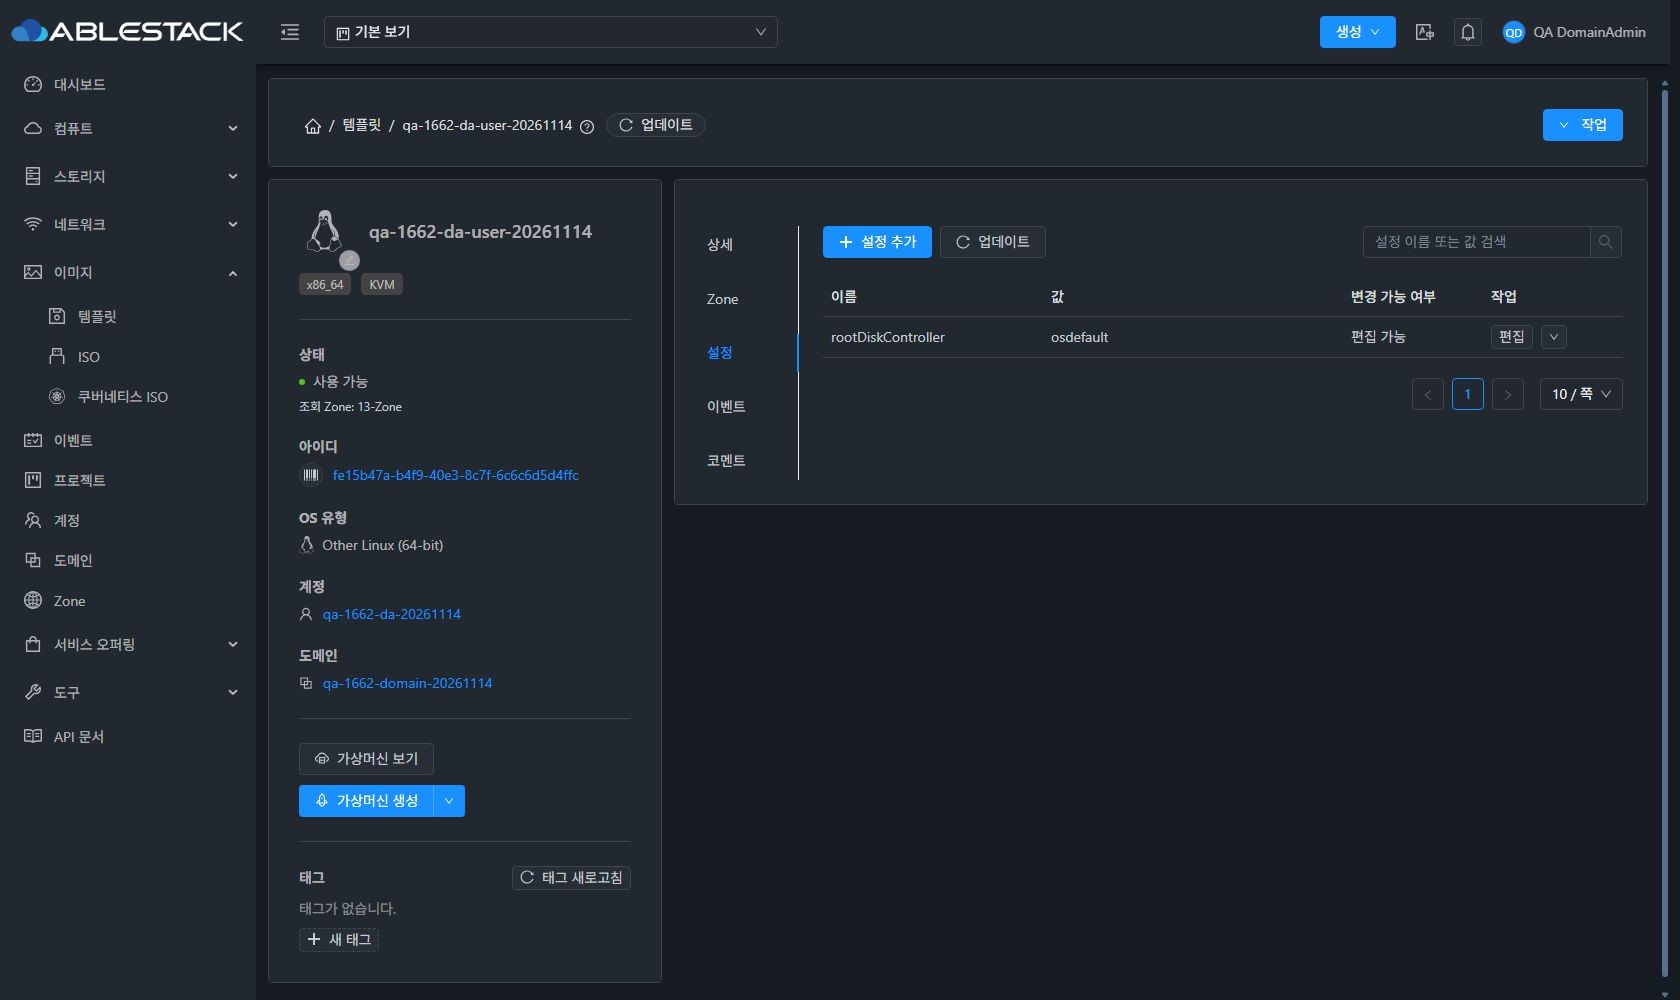 ABLESTACK
기본 보기
생성
QD QA DomainAdmin
대시보드
컴퓨트
스토리지
네트워크
이미지
템플릿
ISO
쿠버네티스 ISO
이벤트
프로젝트
계정
도메인
Zone
서비스 오퍼링
도구
API 문서
/ 템플릿 / qa-1662-da-user-20261114 업데이트
작업
qa-1662-da-user-20261114
x86_64 KVM
상태
사용 가능
조회 Zone: 13-Zone
아이디
fe15b47a-b4f9-40e3-8c7f-6c6c6d5d4ffc
OS 유형
Other Linux (64-bit)
계정
qa-1662-da-20261114
도메인
qa-1662-domain-20261114
가상머신 보기
가상머신 생성
태그 태그 새로고침
태그가 없습니다.
새 태그
상세
Zone
설정
이벤트
코멘트
설정 추가 업데이트 설정 이름 또는 값 검색
이름 값 변경 가능 여부 작업
rootDiskController osdefault 편집 가능 편집
< 1 > 10 / 쪽